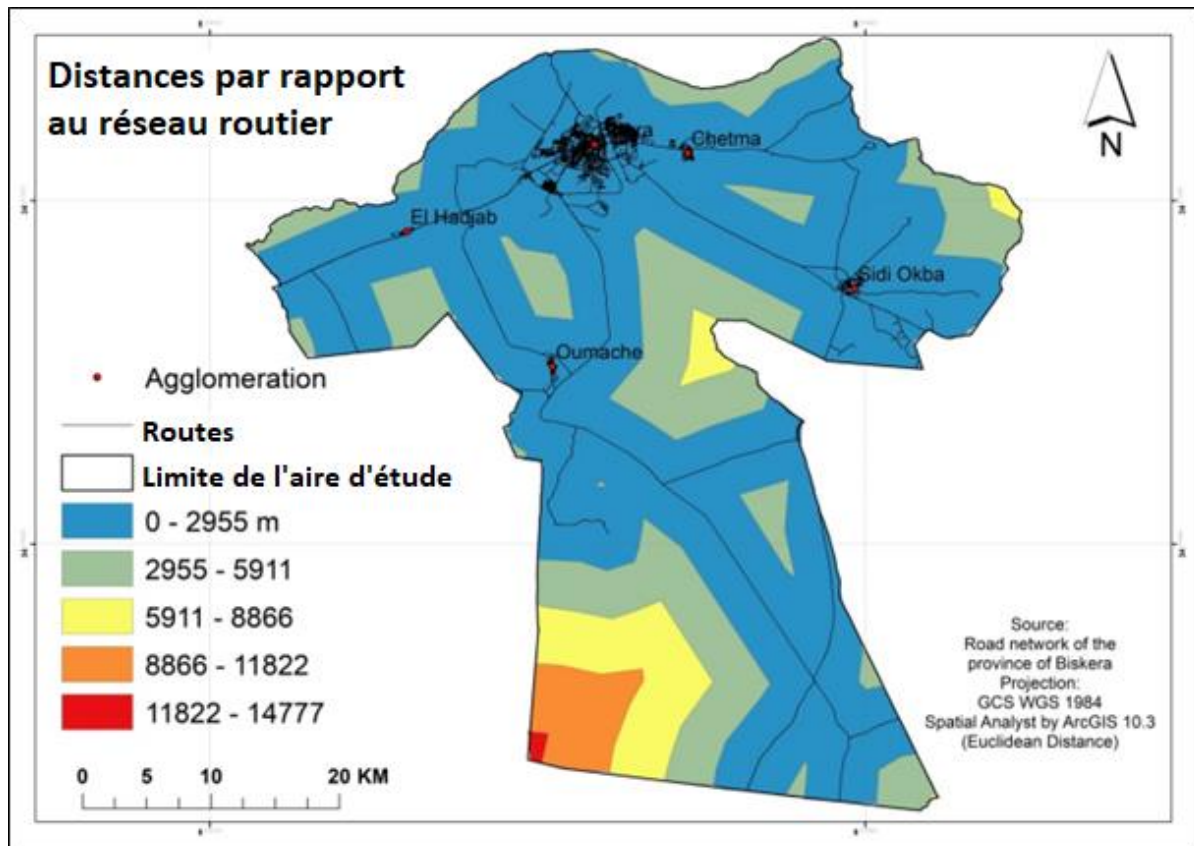 Distances par rapport
au réseau routier
N
Chetma
El Hadjab
Sidi Okba
Oumache
Agglomeration
Routes
Limite de l'aire d'étude
0 - 2955 m
2955 - 5911
5911 - 8866
8866 - 11822
11822 - 14777
0 5 10 20 KM
Source:
Road network of the
province of Biskera
Projection:
GCS WGS 1984
Spatial Analyst by ArcGIS 10.3
(Euclidean Distance)